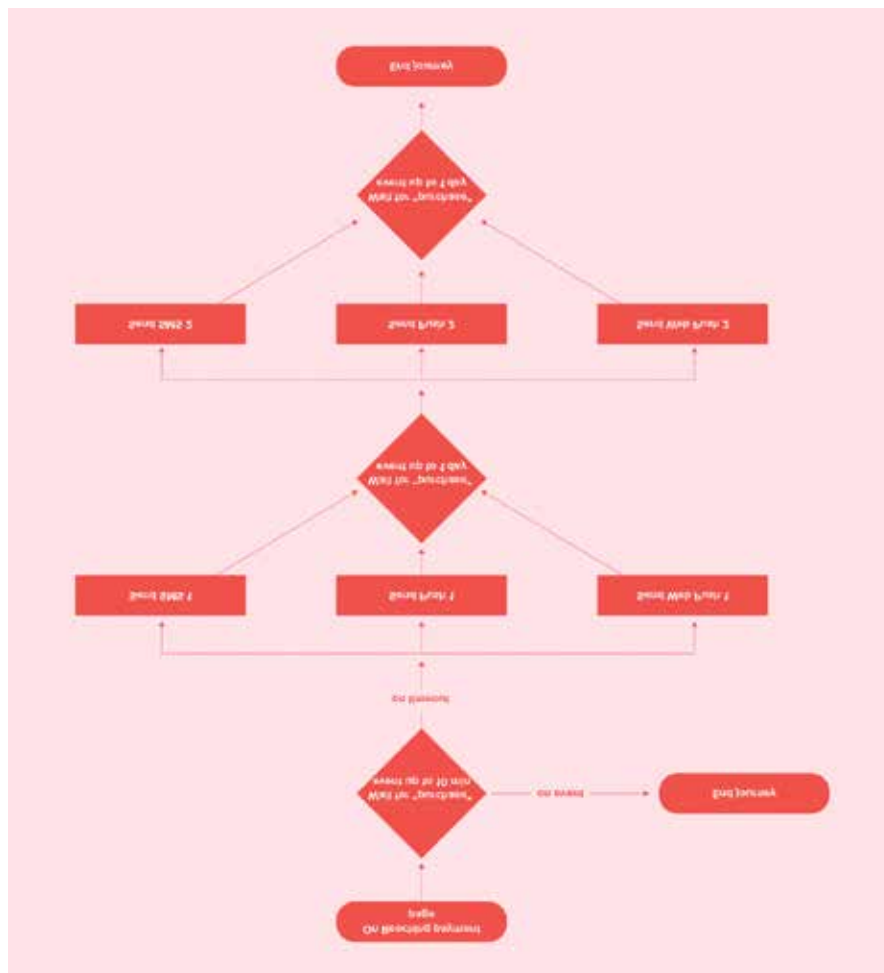 On Reaching payment
page
Wait for "purchase"
event up to 10 min
on event
End journey
on timeout
Send SMS 1
Send Push 1
Send Web Push 1
Wait for "purchase"
event up to 1 day
Send SMS 2
Send Push 2
Send Web Push 2
Wait for "purchase"
event up to 1 day
End journey